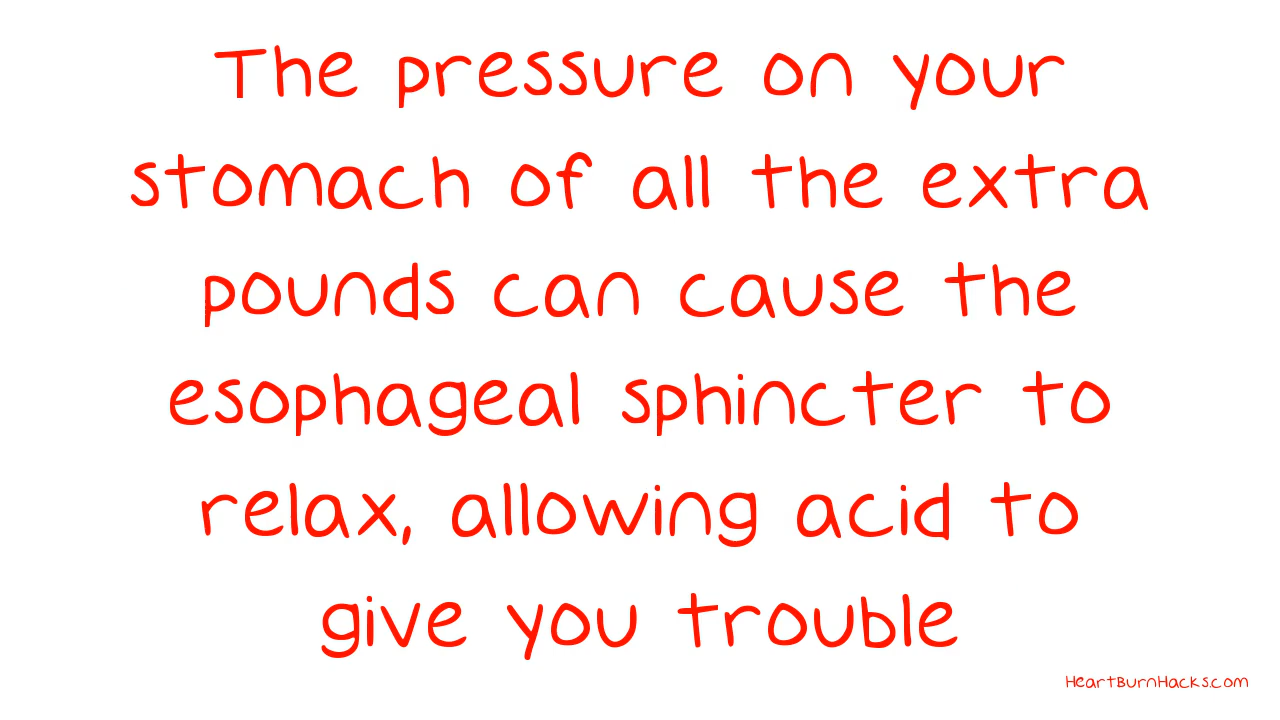 The pressure on your
stomach of all the extra
pounds can cause the
esophageal sphincter to
relax, allowing acid to
give you trouble
HeartBurnHacks.com